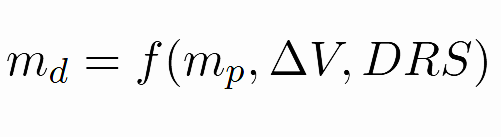 m_d = f(m_p, ΔV, DRS)